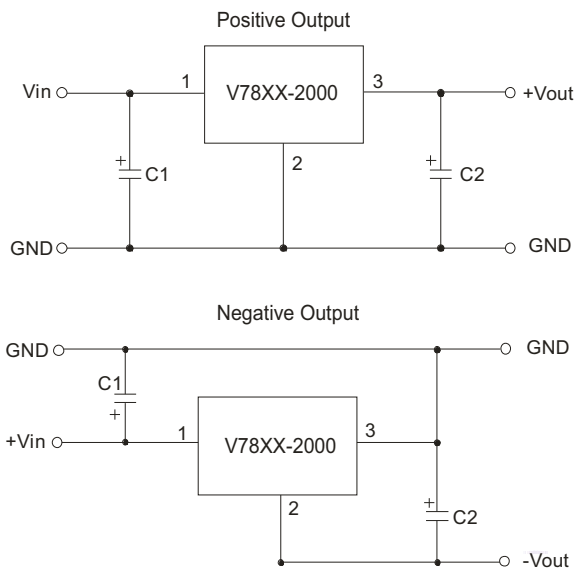 Positive Output
1
3
Vin
V78XX-2000
+Vout
2
+
C1
+
C2
GND
GND
Negative Output
GND
GND
C1
+
+Vin
1
V78XX-2000
3
2
+
C2
-Vout